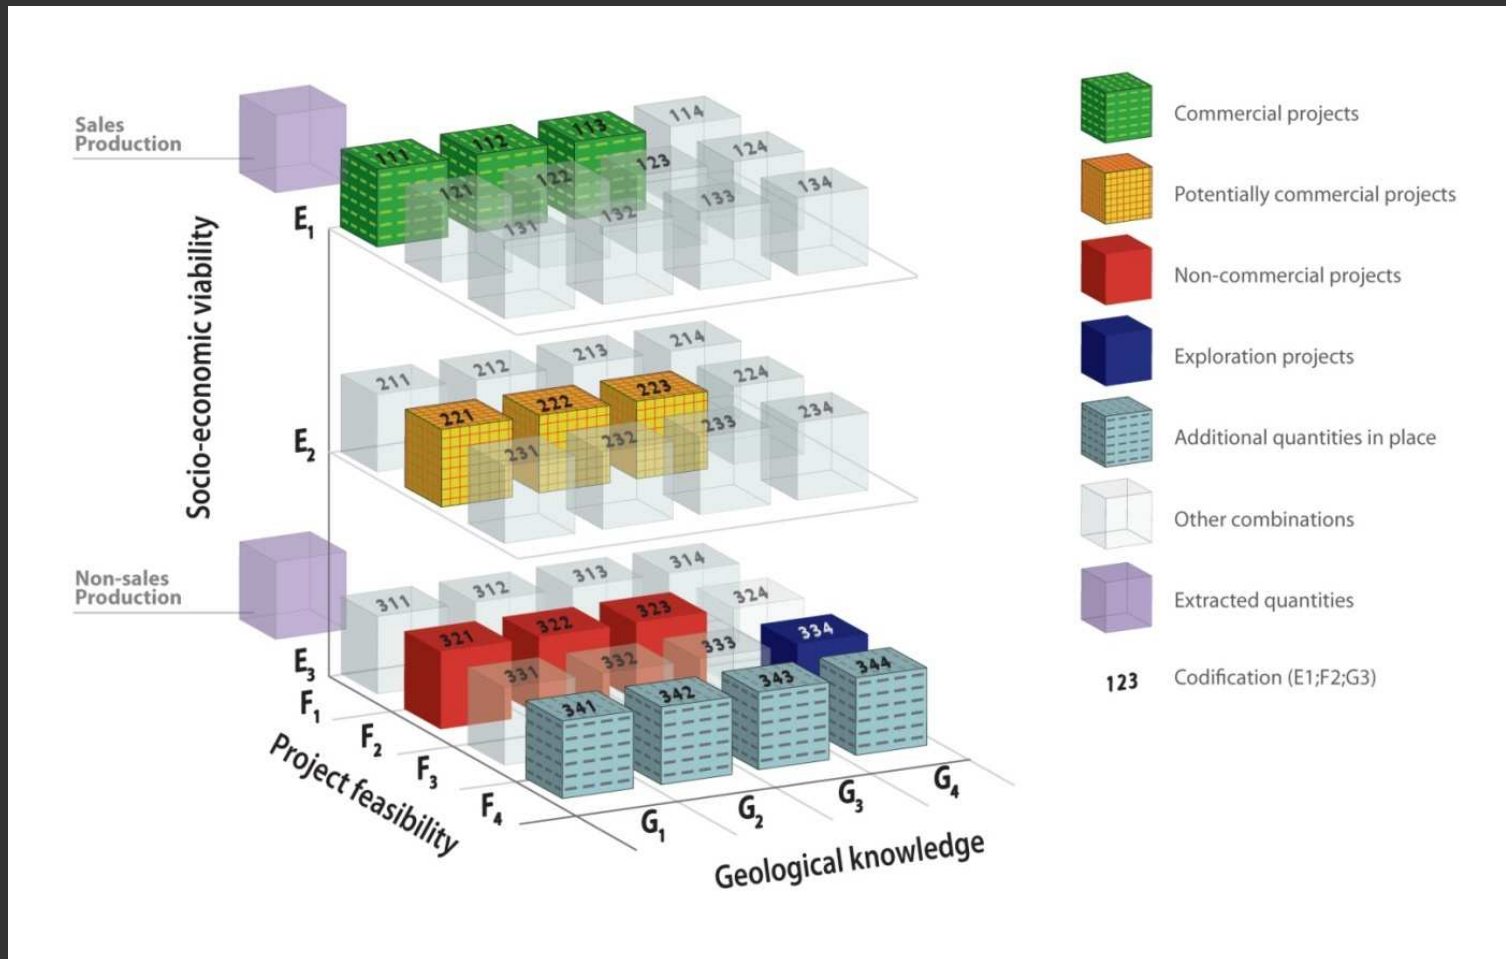 Sales
Production
Non-sales
Production
Socio-economic viability
E1
E2
E3
F1
F2
F3
F4
Project feasibility
G1
G2
G3
G4
Geological knowledge
111
112
113
114
121
122
123
124
131
132
133
134
211
212
213
214
221
222
223
224
231
232
233
234
311
312
313
314
321
322
323
324
331
332
333
334
341
342
343
344
Commercial projects
Potentially commercial projects
Non-commercial projects
Exploration projects
Additional quantities in place
Other combinations
Extracted quantities
123 Codification (E1;F2;G3)